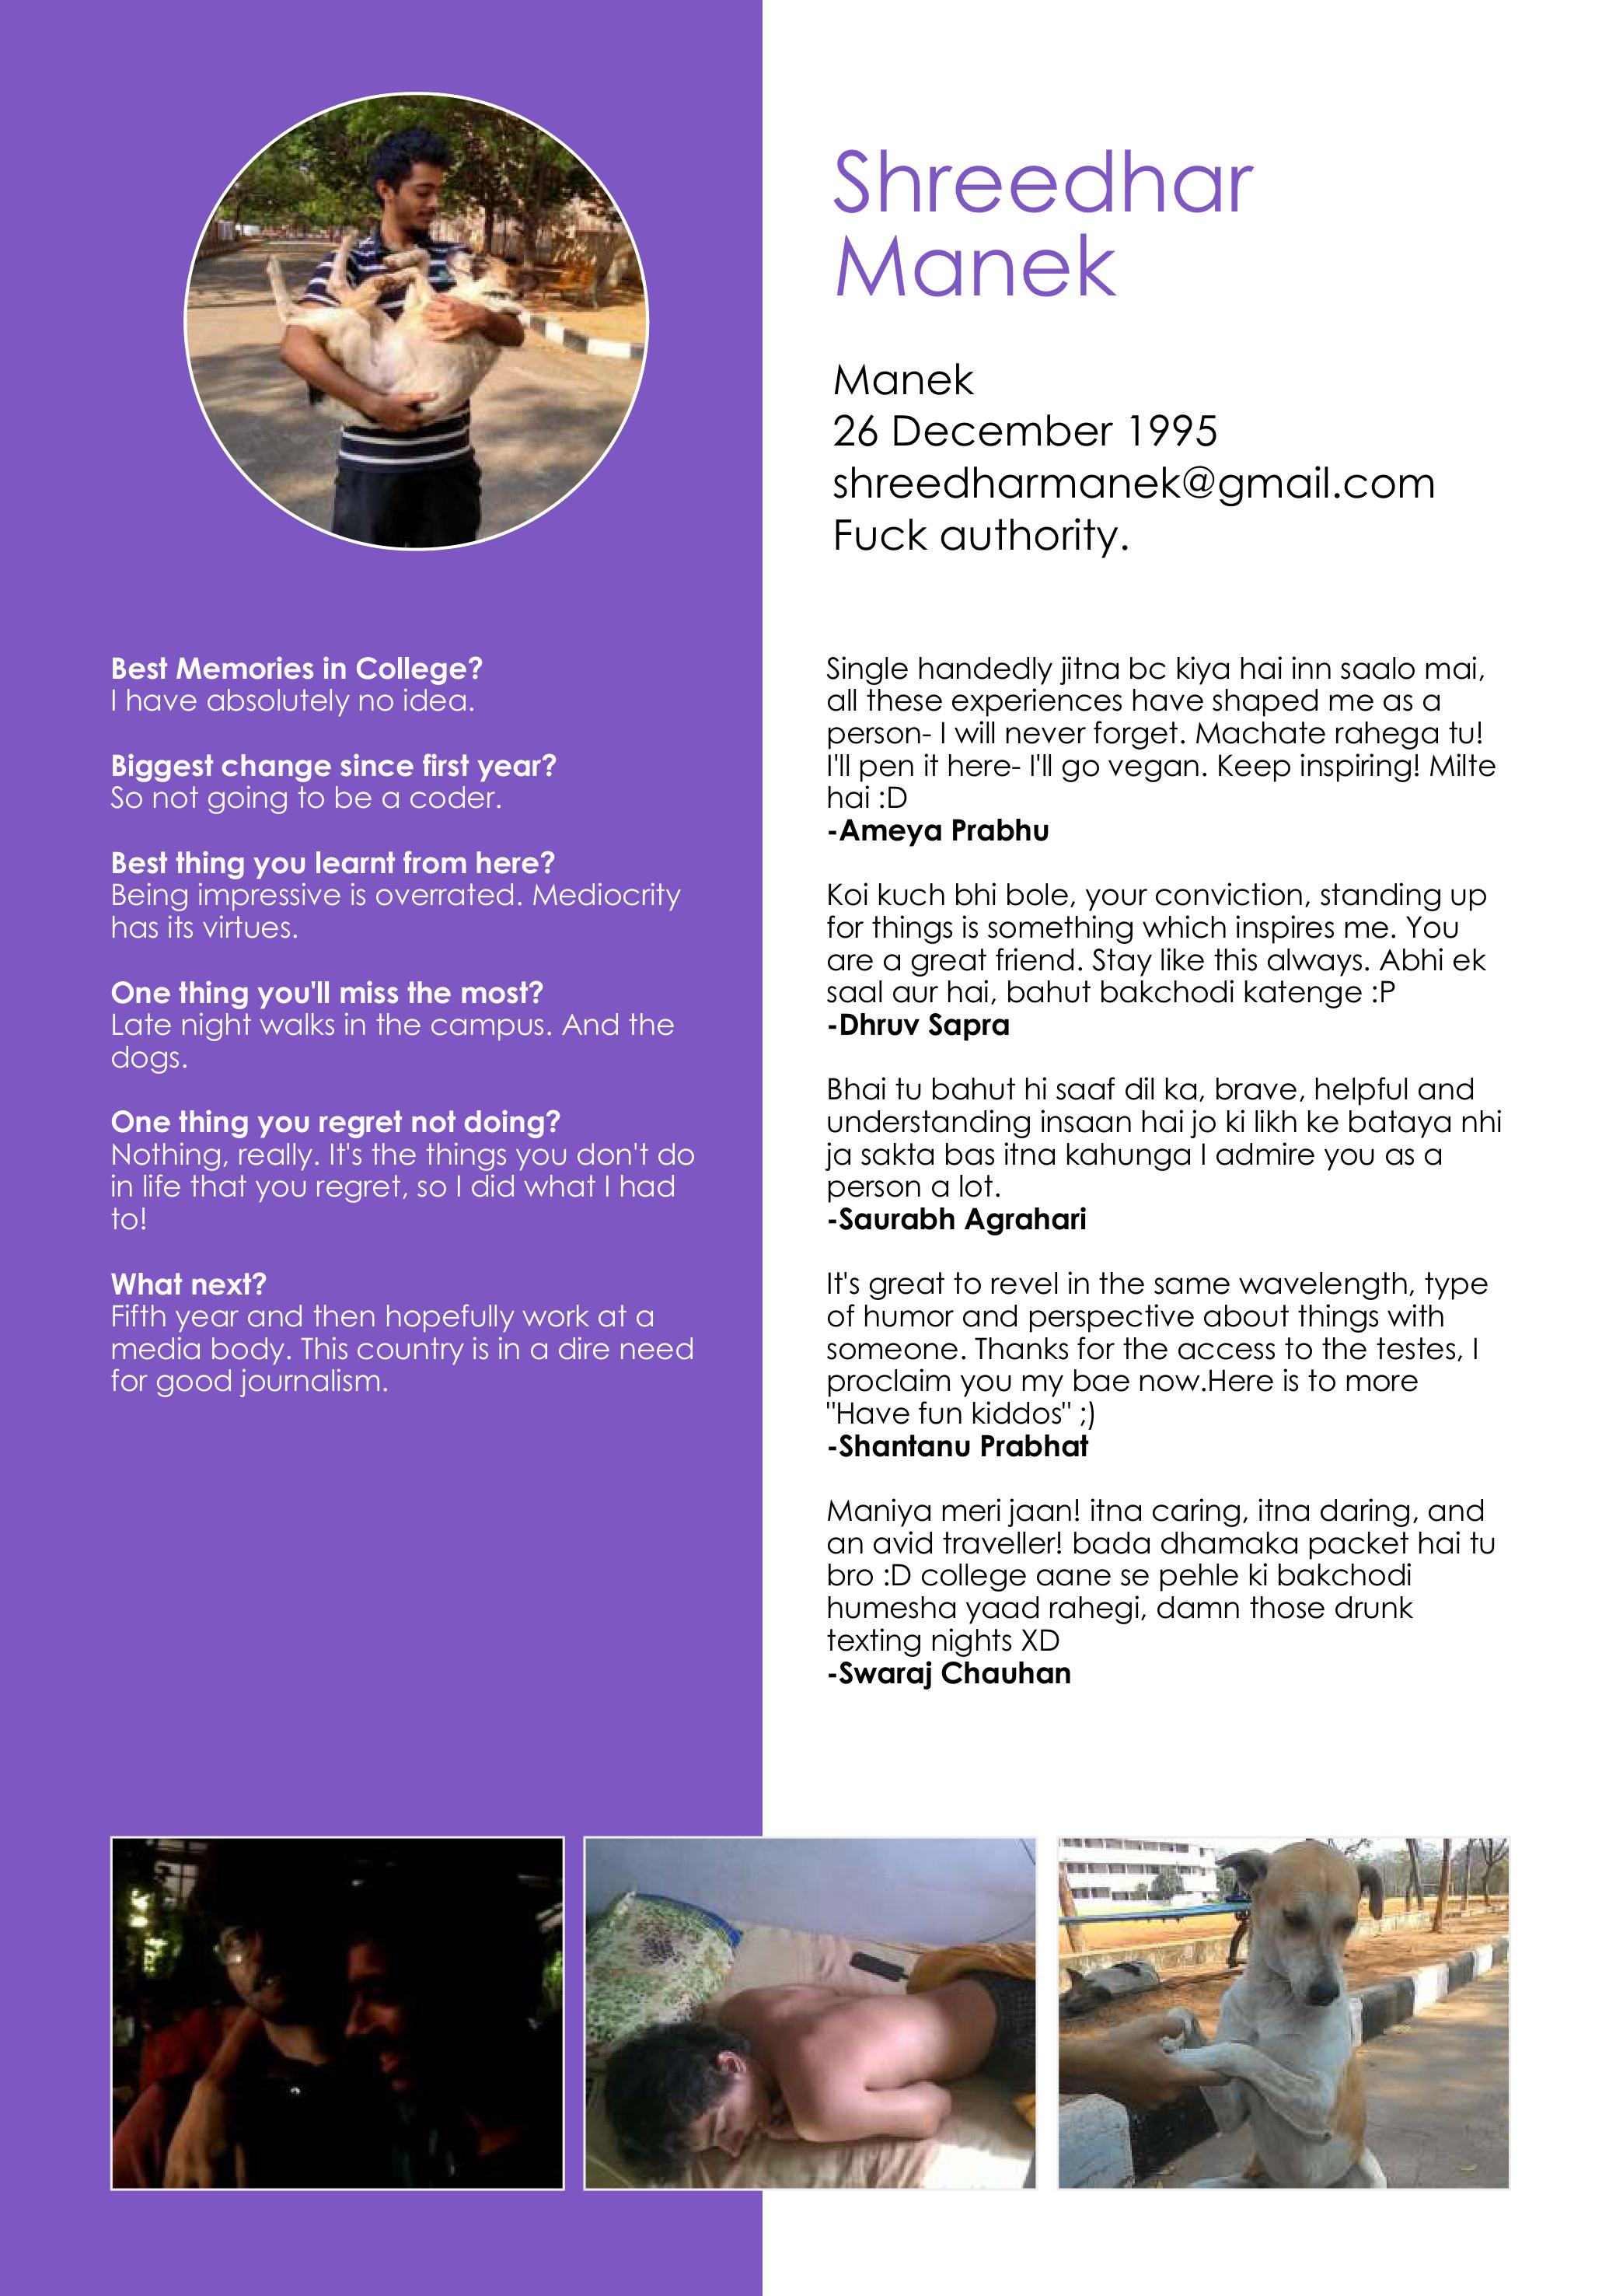 Shreedhar
Manek
Manek
26 December 1995
shreedharmanek@gmail.com
Fuck authority.
Best Memories in College?
I have absolutely no idea.
Biggest change since first year?
So not going to be a coder.
Best thing you learnt from here?
Being impressive is overrated. Mediocrity
has its virtues.
One thing you'll miss the most?
Late night walks in the campus. And the
dogs.
One thing you regret not doing?
Nothing, really. It's the things you don't do
in life that you regret, so I did what I had
to!
What next?
Fifth year and then hopefully work at a
media body. This country is in a dire need
for good journalism.
Single handedly jitna bc kiya hai inn saalo mai,
all these experiences have shaped me as a
person- I will never forget. Machate rahega tu!
I'll pen it here- I'll go vegan. Keep inspiring! Milte
hai :D
-Ameya Prabhu
Koi kuch bhi bole, your conviction, standing up
for things is something which inspires me. You
are a great friend. Stay like this always. Abhi ek
saal aur hai, bahut bakchodi katenge :P
-Dhruv Sapra
Bhai tu bahut hi saaf dil ka, brave, helpful and
understanding insaan hai jo ki likh ke bataya nhi
ja sakta bas itna kahunga I admire you as a
person a lot.
-Saurabh Agrahari
It's great to revel in the same wavelength, type
of humor and perspective about things with
someone. Thanks for the access to the testes, I
proclaim you my bae now.Here is to more
"Have fun kiddos" ;)
-Shantanu Prabhat
Maniya meri jaan! itna caring, itna daring, and
an avid traveller! bada dhamaka packet hai tu
bro :D college aane se pehle ki bakchodi
humesha yaad rahegi, damn those drunk
texting nights XD
-Swaraj Chauhan